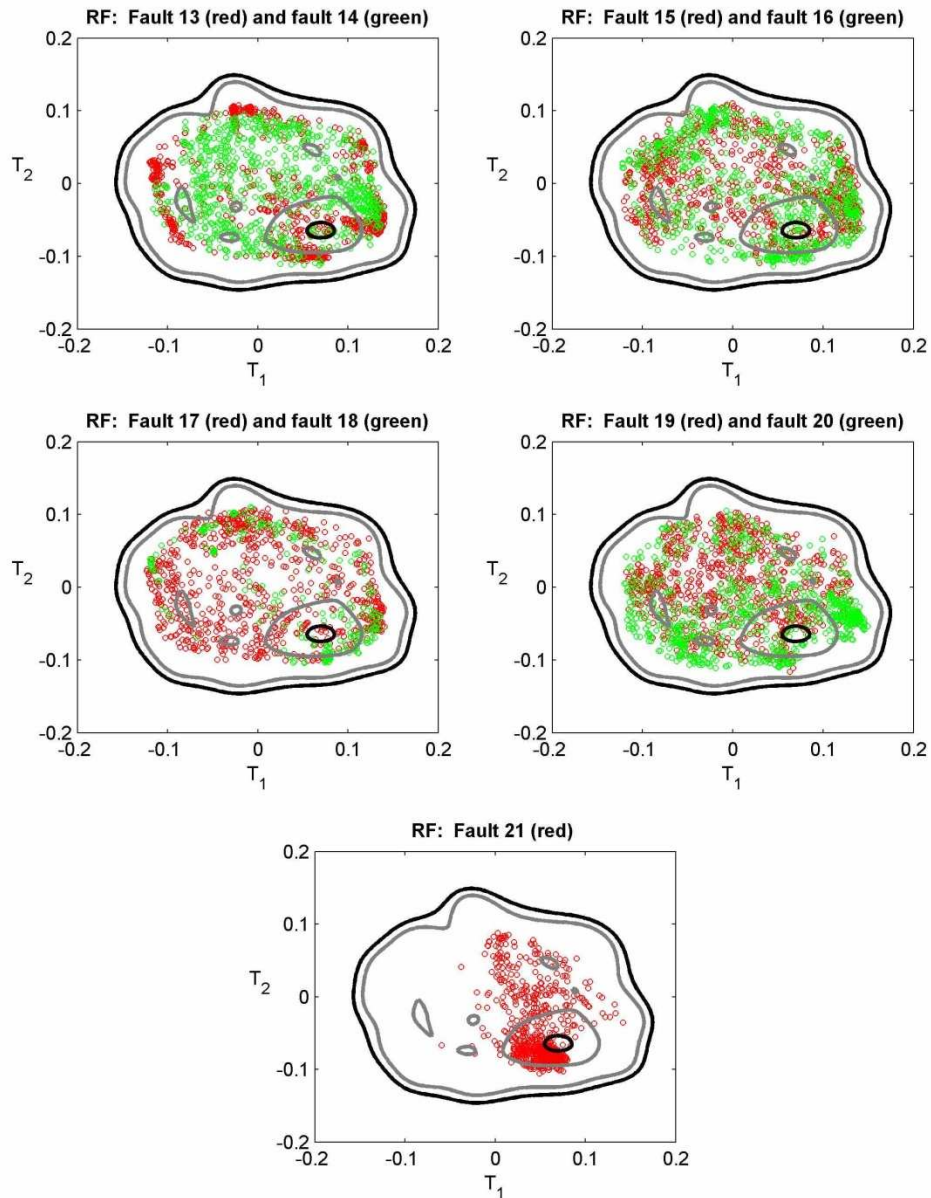 RF: Fault 13 (red) and fault 14 (green)
0.2
0.1
T2
0
-0.1
-0.2
-0.2 -0.1 0 0.1 0.2
T1
RF: Fault 15 (red) and fault 16 (green)
0.2
0.1
T2
0
-0.1
-0.2
-0.2 -0.1 0 0.1 0.2
T1
RF: Fault 17 (red) and fault 18 (green)
0.2
0.1
T2
0
-0.1
-0.2
-0.2 -0.1 0 0.1 0.2
T1
RF: Fault 19 (red) and fault 20 (green)
0.2
0.1
T2
0
-0.1
-0.2
-0.2 -0.1 0 0.1 0.2
T1
RF: Fault 21 (red)
0.2
0.1
T2
0
-0.1
-0.2
-0.2 -0.1 0 0.1 0.2
T1